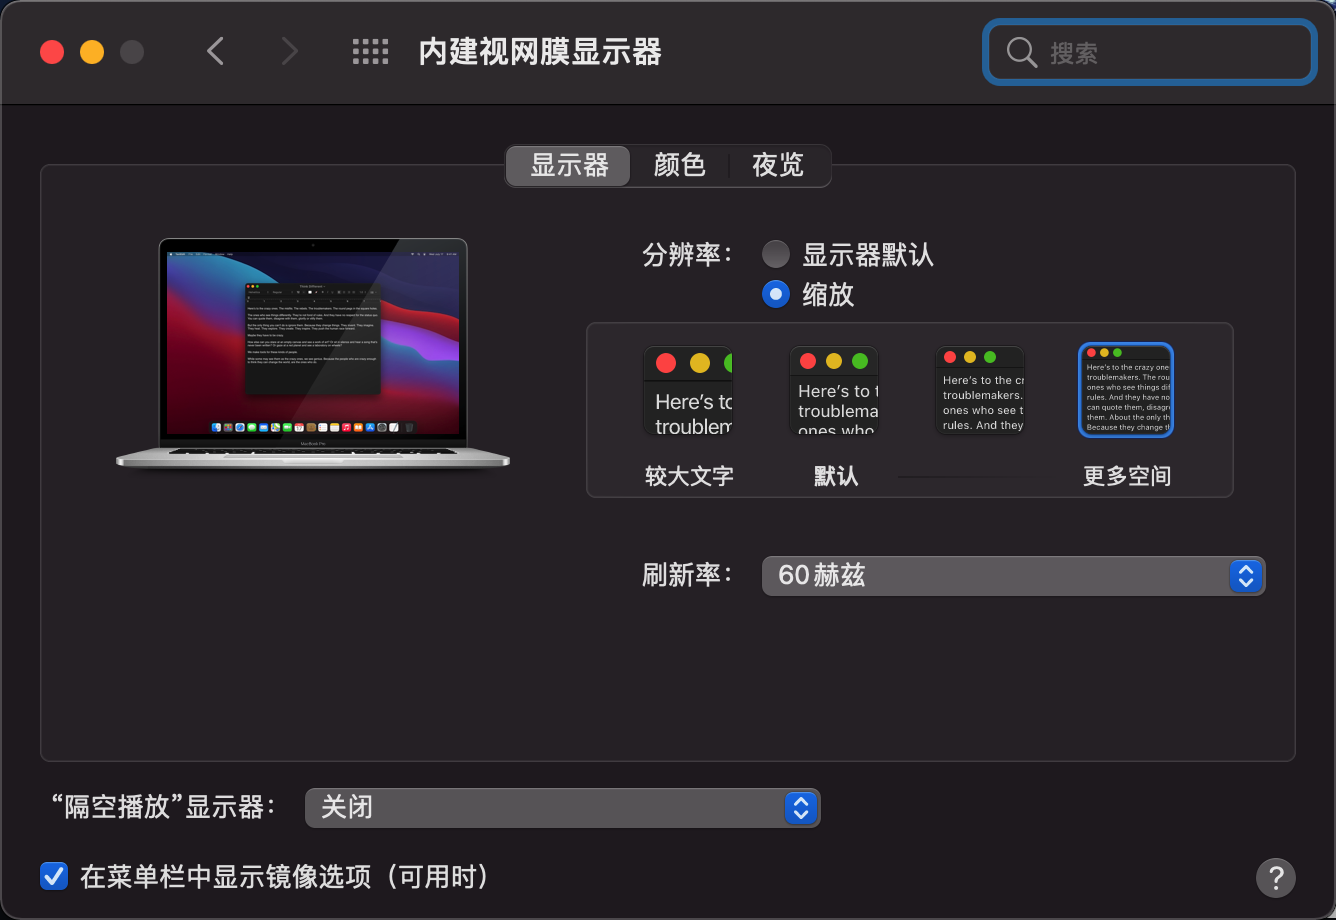 内建视网膜显示器
搜索
显示器 颜色 夜览
分辨率： 显示器默认
缩放
Here's to
troublem
Here's to t
troublema
ones who
Here's to the cr
troublemakers.
ones who see t
rules. And they
Here's to the crazy one
troublemakers. The rou
ones who see things dif
rules. And they have no
can quote them, disagr
them. About the only th
Because they change th
较大文字 默认 更多空间
MacBook Pro
刷新率： 60 赫兹
“隔空播放”显示器： 关闭
在菜单栏中显示镜像选项（可用时）
?